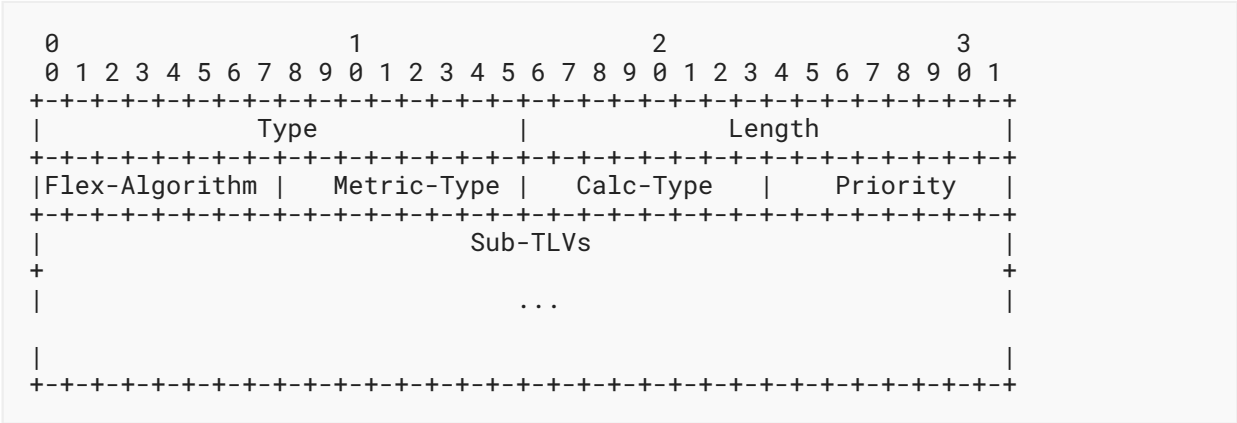 0                   1                   2                   3
 0 1 2 3 4 5 6 7 8 9 0 1 2 3 4 5 6 7 8 9 0 1 2 3 4 5 6 7 8 9 0 1
+-+-+-+-+-+-+-+-+-+-+-+-+-+-+-+-+-+-+-+-+-+-+-+-+-+-+-+-+-+-+-+-+
|              Type             |             Length            |
+-+-+-+-+-+-+-+-+-+-+-+-+-+-+-+-+-+-+-+-+-+-+-+-+-+-+-+-+-+-+-+-+
|Flex-Algorithm |   Metric-Type |   Calc-Type   |    Priority   |
+-+-+-+-+-+-+-+-+-+-+-+-+-+-+-+-+-+-+-+-+-+-+-+-+-+-+-+-+-+-+-+-+
|                            Sub-TLVs                           |
+                                                               +
|                               ...                             |
|                                                               |
+-+-+-+-+-+-+-+-+-+-+-+-+-+-+-+-+-+-+-+-+-+-+-+-+-+-+-+-+-+-+-+-+